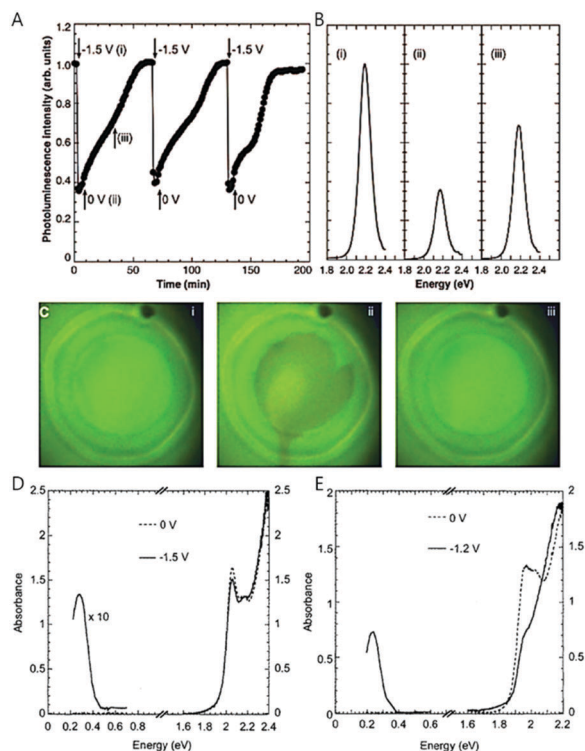 A
Photoluminescence intensity (arb. units)
1.0
0.8
0.6
0.4
0.2
0
-1.5 V (i)
-1.5 V
-1.5 V
(iii)
0 V (ii)
0 V
0 V
0 50 100 150 200
Time (min)
B
(i) (ii) (iii)
1.8 2.0 2.2 2.4 1.8 2.0 2.2 2.4 1.8 2.0 2.2 2.4
Energy (eV)
C
i
ii
iii
D
Absorbance
2.5
2
1.5
1
0.5
0
0 V
-1.5 V
x 10
2.5
2.0
1.5
1.0
0.5
0
0 0.2 0.4 0.6 0.8 1.6 1.8 2 2.2 2.4
Energy (eV)
E
Absorbance
2
1.5
1
0.5
0
0 V
-1.2 V
2
1.5
1
0.5
0
0 0.2 0.4 0.6 1.6 1.8 2 2.2
Energy (eV)